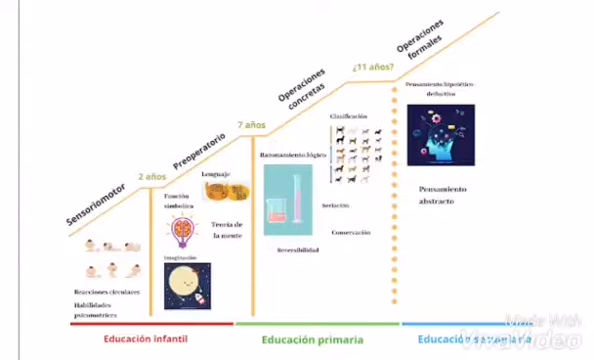 Operaciones
formales
¿11 años?
Operaciones
concretas
7 años
Preoperatorio
2 años
Sensoriomotor
Reacciones circulares
Habilidades
psicomotrices
Función
simbólica
Lenguaje
Teoría de
la mente
Imaginación
Razonamiento lógico
Clasificación
Seriación
Conservación
Reversibilidad
Pensamiento hipotético
deductivo
Pensamiento
abstracto
Educación infantil
Educación primaria
Educación secundaria
Made With
VivaVideo